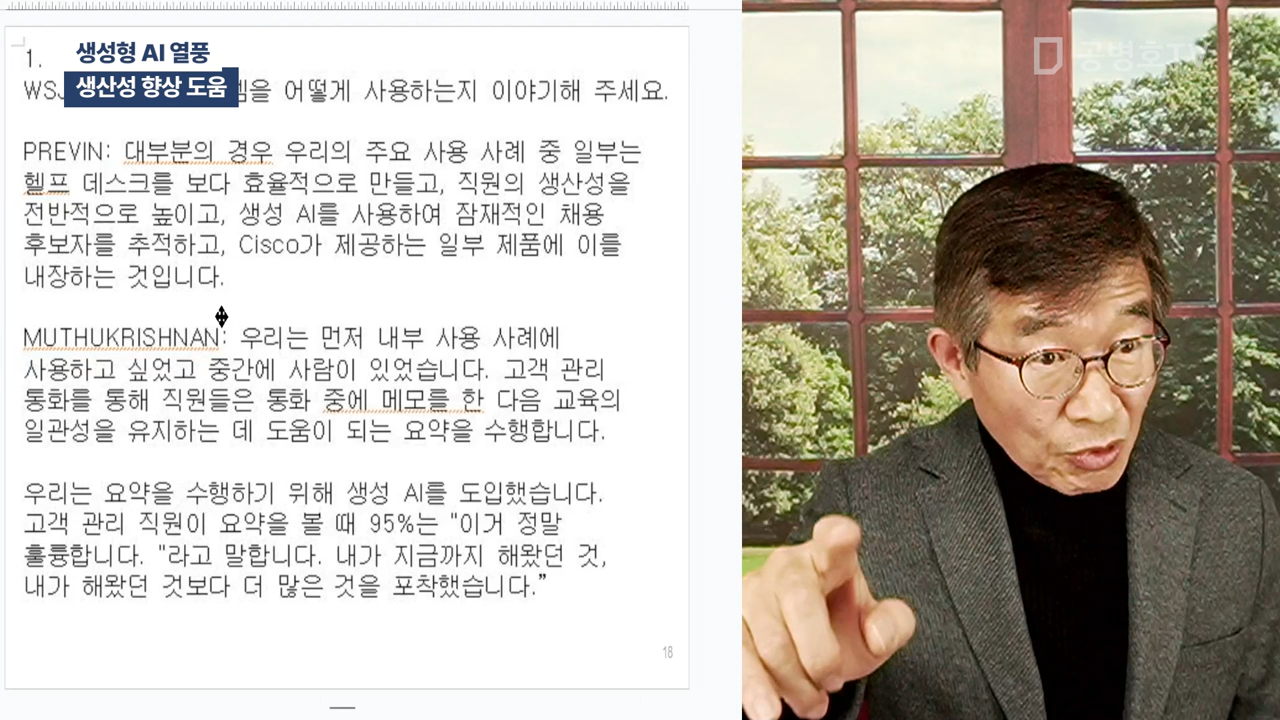 생성형 AI 열풍
생산성 향상 도움
1.
어떻게 사용하는지 이야기해 주세요.
PREVIN: 대부분의 경우 우리의 주요 사용 사례 중 일부는
헬프 데스크를 보다 효율적으로 만들고, 직원의 생산성을
전반적으로 높이고, 생성 AI를 사용하여 잠재적인 채용
후보자를 추적하고, Cisco가 제공하는 일부 제품에 이를
내장하는 것입니다.
MUTHUKRISHNAN: 우리는 먼저 내부 사용 사례에
사용하고 싶었고 중간에 사람이 있었습니다. 고객 관리
통화를 통해 직원들은 통화 중에 메모를 한 다음 교육의
일관성을 유지하는 데 도움이 되는 요약을 수행합니다.
우리는 요약을 수행하기 위해 생성 AI를 도입했습니다.
고객 관리 직원이 요약을 볼 때 95%는 "이거 정말
훌륭합니다. "라고 말합니다. 내가 지금까지 해왔던 것,
내가 해왔던 것보다 더 많은 것을 포착했습니다.”
18
공병호TV